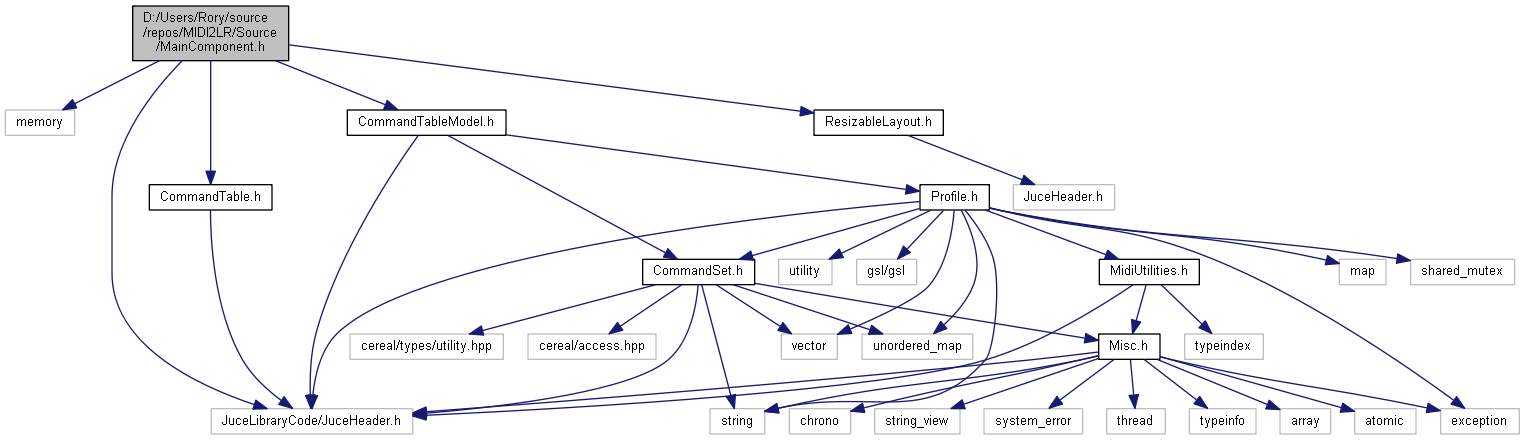 D:/Users/Rory/source
/repos/MIDI2LR/Source
/MainComponent.h
memory
CommandTableModel.h
ResizableLayout.h
CommandTable.h
Profile.h
JuceHeader.h
CommandSet.h
utility
gsl/gsl
MidiUtilities.h
map
shared_mutex
cereal/types/utility.hpp
cereal/access.hpp
vector
unordered_map
Misc.h
typeindex
JuceLibraryCode/JuceHeader.h
string
chrono
string_view
system_error
thread
typeinfo
array
atomic
exception